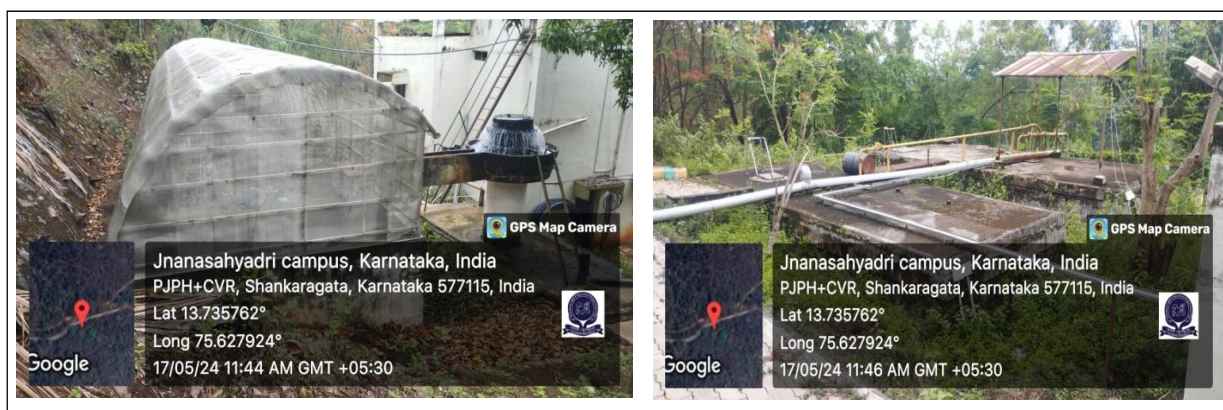 GPS Map Camera
Jnanasahyadri campus, Karnataka, India
PJPH+CVR, Shankaragata, Karnataka 577115, India
Lat 13.735762°
Long 75.627924°
17/05/24 11:44 AM GMT +05:30
Google
GPS Map Camera
Jnanasahyadri campus, Karnataka, India
PJPH+CVR, Shankaragata, Karnataka 577115, India
Lat 13.735762°
Long 75.627924°
17/05/24 11:46 AM GMT +05:30
Google